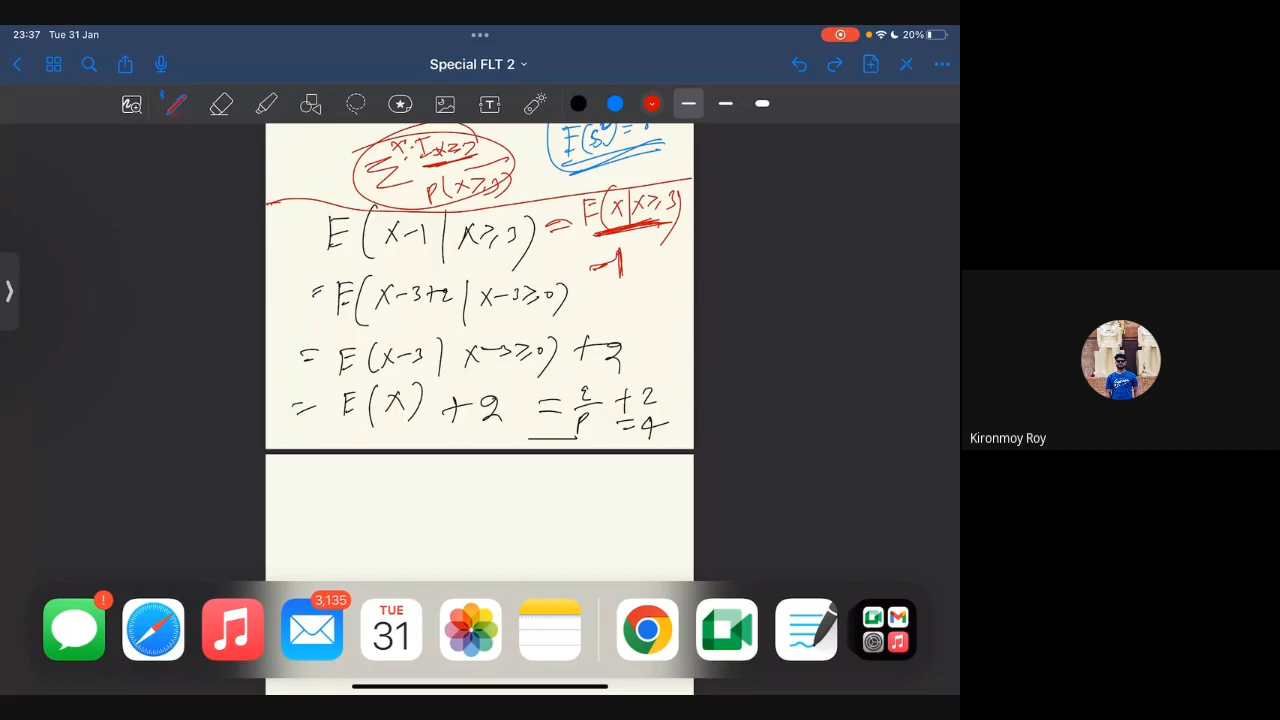 23:37 Tue 31 Jan
20%
Special FLT 2
T
Σ x·I x≥2
P(x≥3)
E(X-1 | X≥3) = E(X|X≥3)
-1
= E(X-3+2 | X-3≥0)
= E(X-3) X-3≥0) +2
= E(X) +2 = 2/P +2
=4
!
3,135
TUE
31
Kironmoy Roy